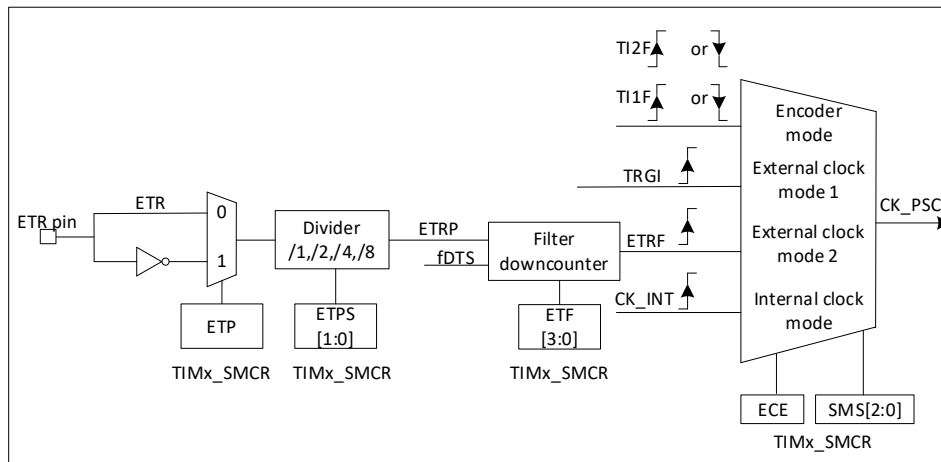 TI2F or
TI1F or
Encoder
mode
TRGI
External clock
mode 1
CK_PSC
ETR pin
ETR
0
1
Divider
/1,/2,/4,/8
ETRP
fDTS
Filter
downcounter
ETRF
External clock
mode 2
CK_INT
Internal clock
mode
ETP
ETPS
[1:0]
ETF
[3:0]
TIMx_SMCR
TIMx_SMCR
TIMx_SMCR
ECE
SMS[2:0]
TIMx_SMCR